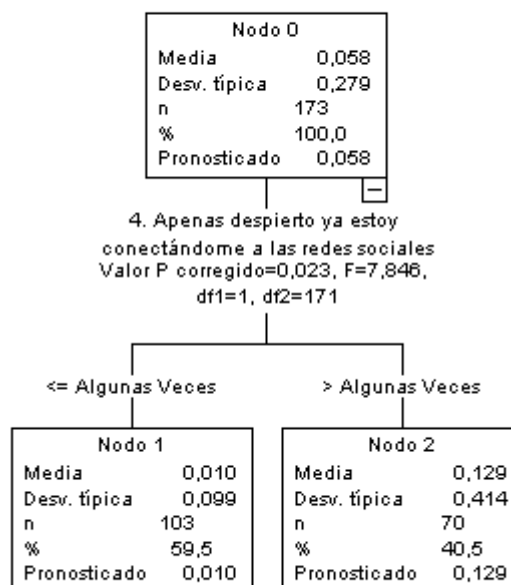 Nodo 0
Media 0,058
Desv. típica 0,279
n 173
% 100,0
Pronosticado 0,058
4. Apenas despierto ya estoy
conectándome a las redes sociales
Valor P corregido=0,023, F=7,846,
df1=1, df2=171
<= Algunas Veces
> Algunas Veces
Nodo 1
Media 0,010
Desv. típica 0,099
n 103
% 59,5
Pronosticado 0,010
Nodo 2
Media 0,129
Desv. típica 0,414
n 70
% 40,5
Pronosticado 0,129